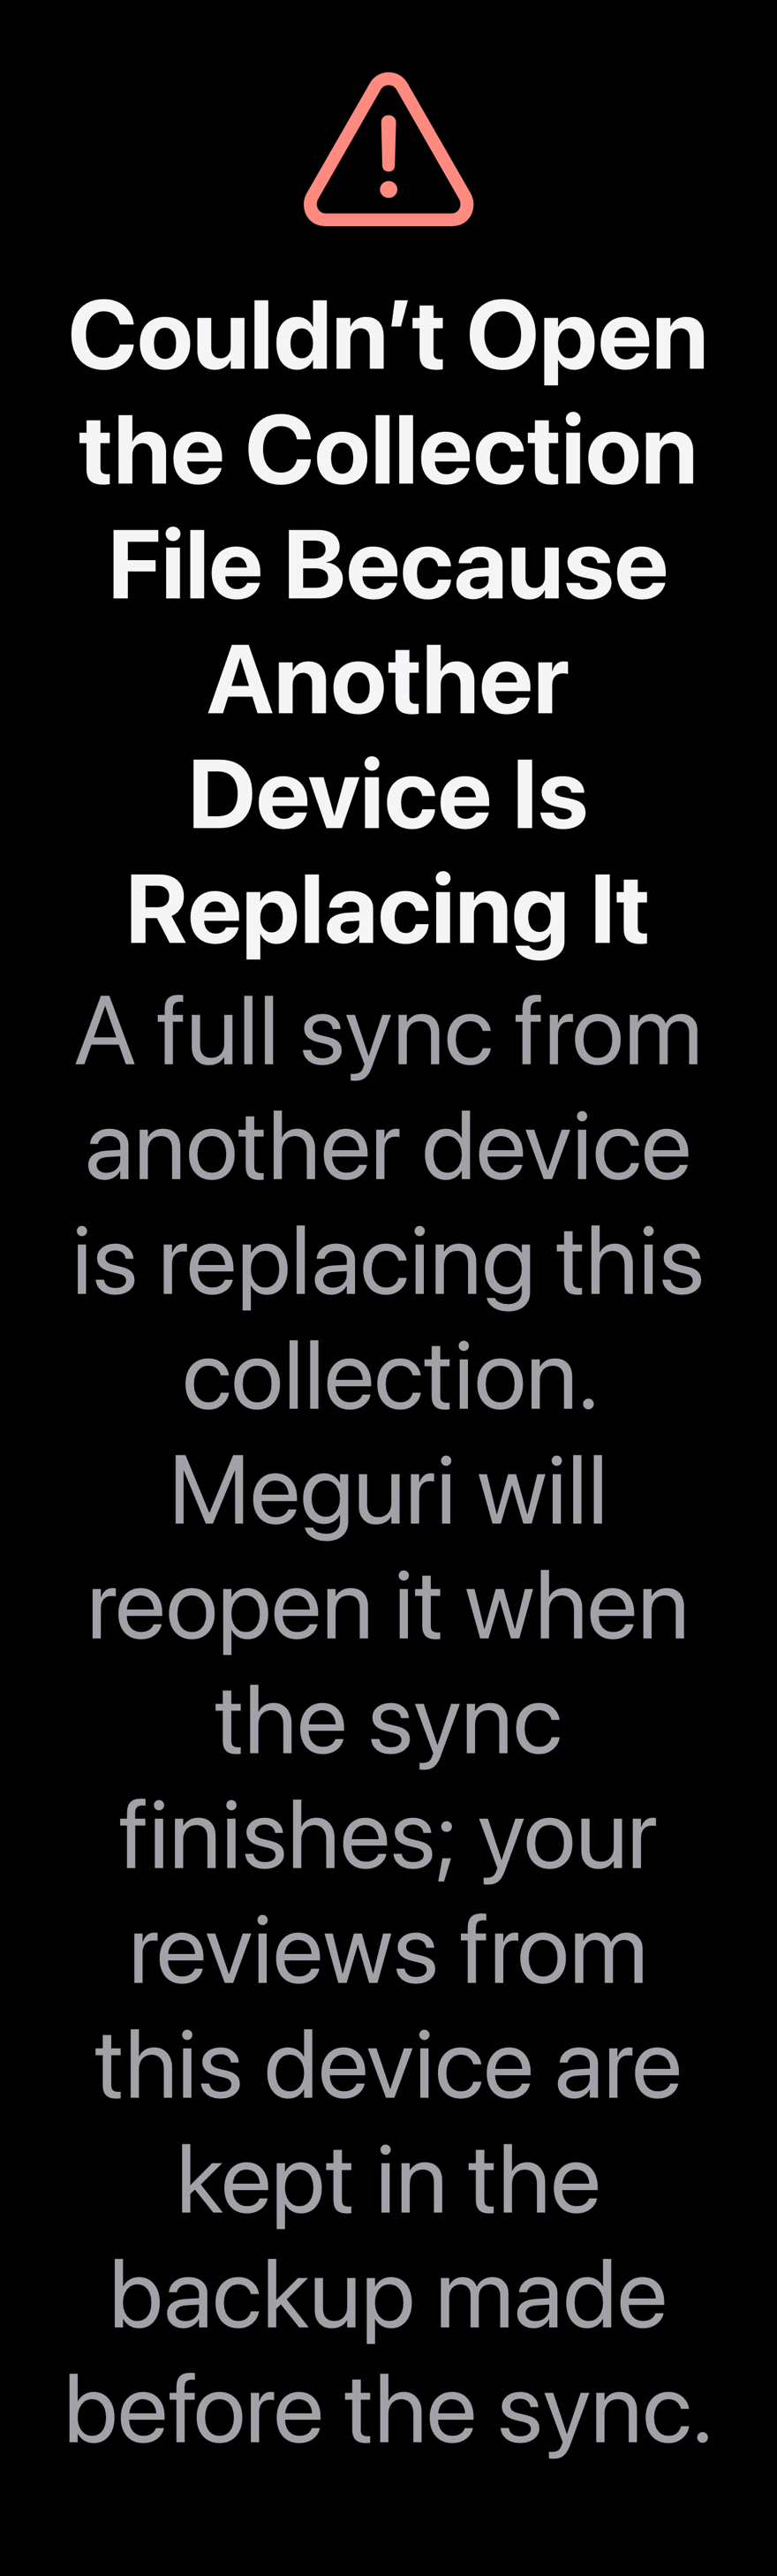 Couldn’t Open
the Collection
File Because
Another
Device Is
Replacing It
A full sync from
another device
is replacing this
collection.
Meguri will
reopen it when
the sync
finishes; your
reviews from
this device are
kept in the
backup made
before the sync.